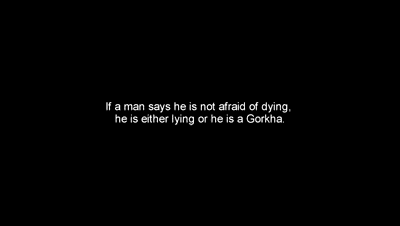 If a man says he is not afraid of dying,
he is either lying or he is a Gorkha.